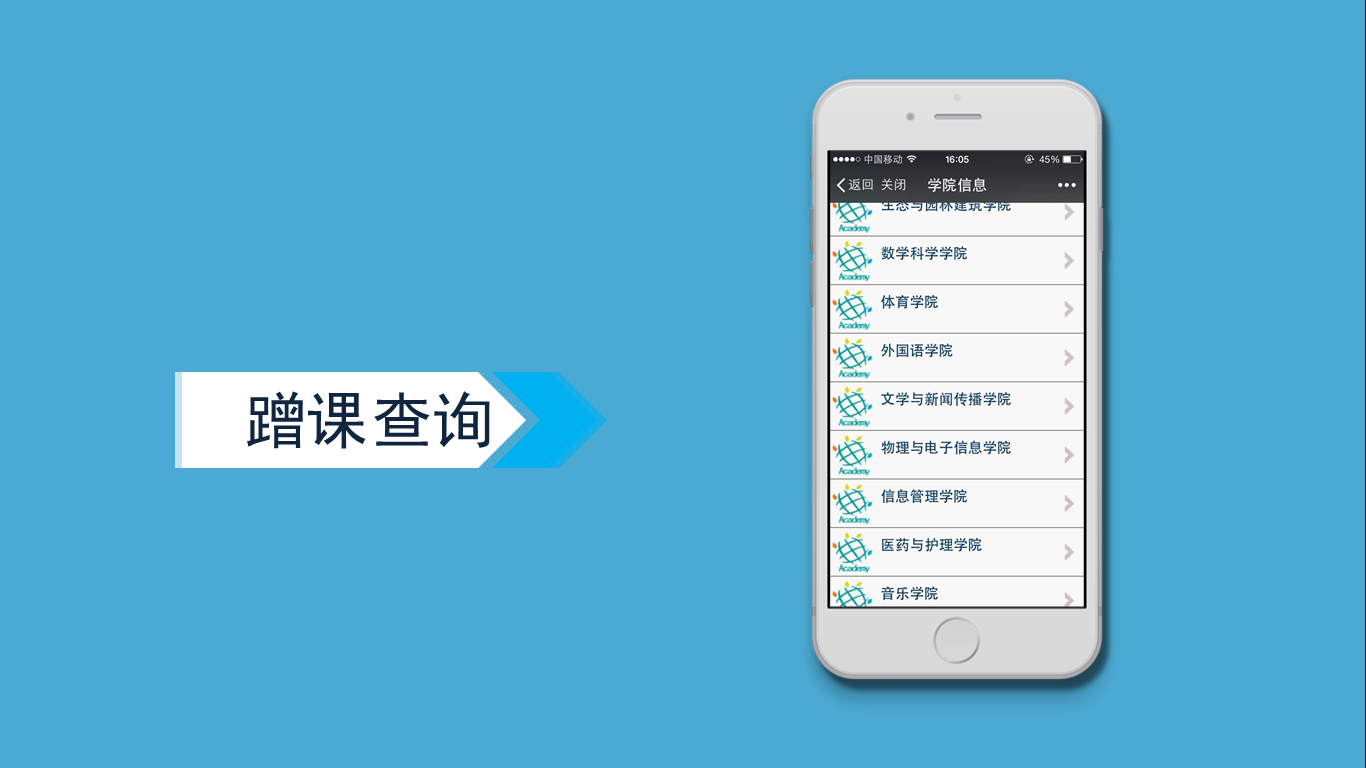 蹭课查询
中国移动
16:05
45%
返回 关闭 学院信息
生态与园林建筑学院
Academy
数学科学学院
Academy
体育学院
Academy
外国语学院
Academy
文学与新闻传播学院
Academy
物理与电子信息学院
Academy
信息管理学院
Academy
医药与护理学院
Academy
音乐学院